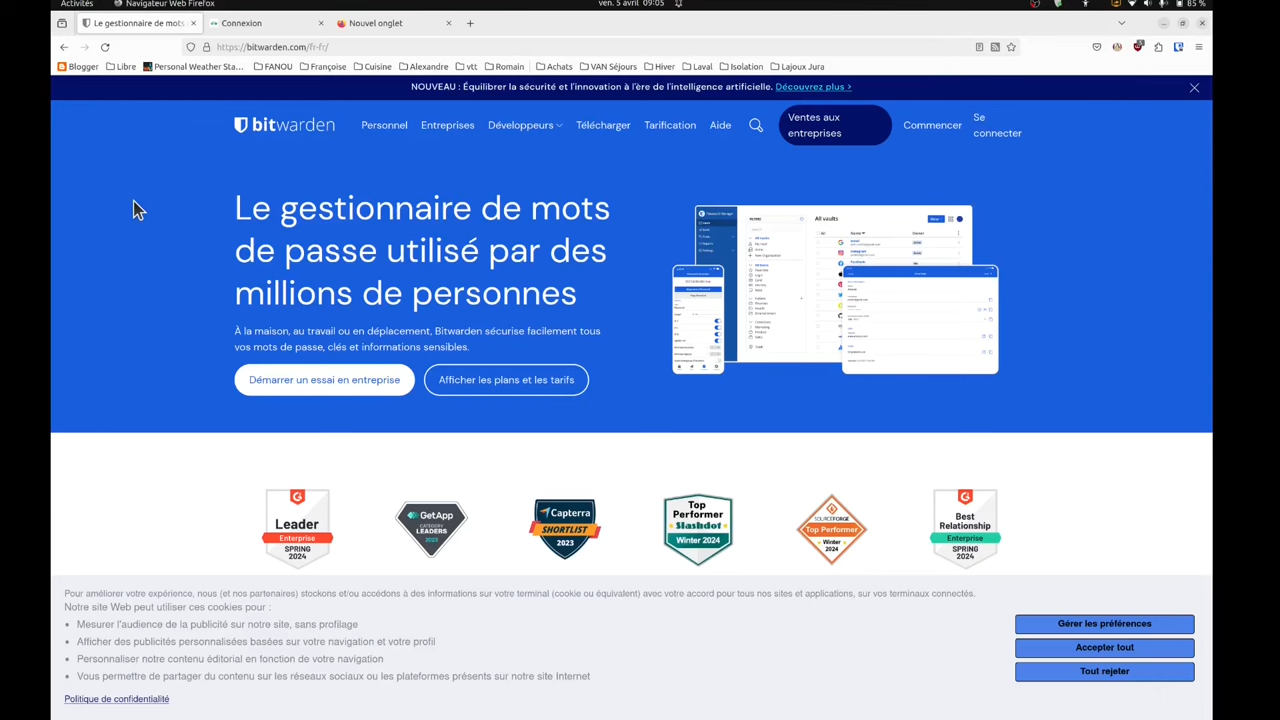 Activités
Navigateur Web Firefox
ven. 5 avril 09:05
85 %
Le gestionnaire de mots
Connexion
Nouvel onglet
https://bitwarden.com/fr-fr/
Blogger
Libre
Personal Weather Sta...
FANOU
Françoise
Cuisine
Alexandre
vtt
Romain
Achats
VAN Séjours
Hiver
Laval
Isolation
Lajoux Jura
NOUVEAU : Équilibrer la sécurité et l'innovation à l'ère de l'intelligence artificielle. Découvrez plus >
bitwarden
Personnel
Entreprises
Développeurs
Télécharger
Tarification
Aide
Ventes aux
entreprises
Commencer
Se
connecter
Le gestionnaire de mots
de passe utilisé par des
millions de personnes
À la maison, au travail ou en déplacement, Bitwarden sécurise facilement tous
vos mots de passe, clés et informations sensibles.
Démarrer un essai en entreprise
Afficher les plans et les tarifs
All vaults
Leader
Enterprise
SPRING
2024
GetApp
CATEGORY
LEADERS
2023
Capterra
SHORTLIST
2023
Top
Performer
Slashdot
Winter 2024
SOURCEFORGE
Top Performer
Winter
2024
Best
Relationship
Enterprise
SPRING
2024
Pour améliorer votre expérience, nous (et nos partenaires) stockons et/ou accédons à des informations sur votre terminal (cookie ou équivalent) avec votre accord pour tous nos sites et applications, sur vos terminaux connectés.
Notre site Web peut utiliser ces cookies pour :
Mesurer l'audience de la publicité sur notre site, sans profilage
Afficher des publicités personnalisées basées sur votre navigation et votre profil
Personnaliser notre contenu éditorial en fonction de votre navigation
Vous permettre de partager du contenu sur les réseaux sociaux ou les plateformes présents sur notre site Internet
Politique de confidentialité
Gérer les préférences
Accepter tout
Tout rejeter